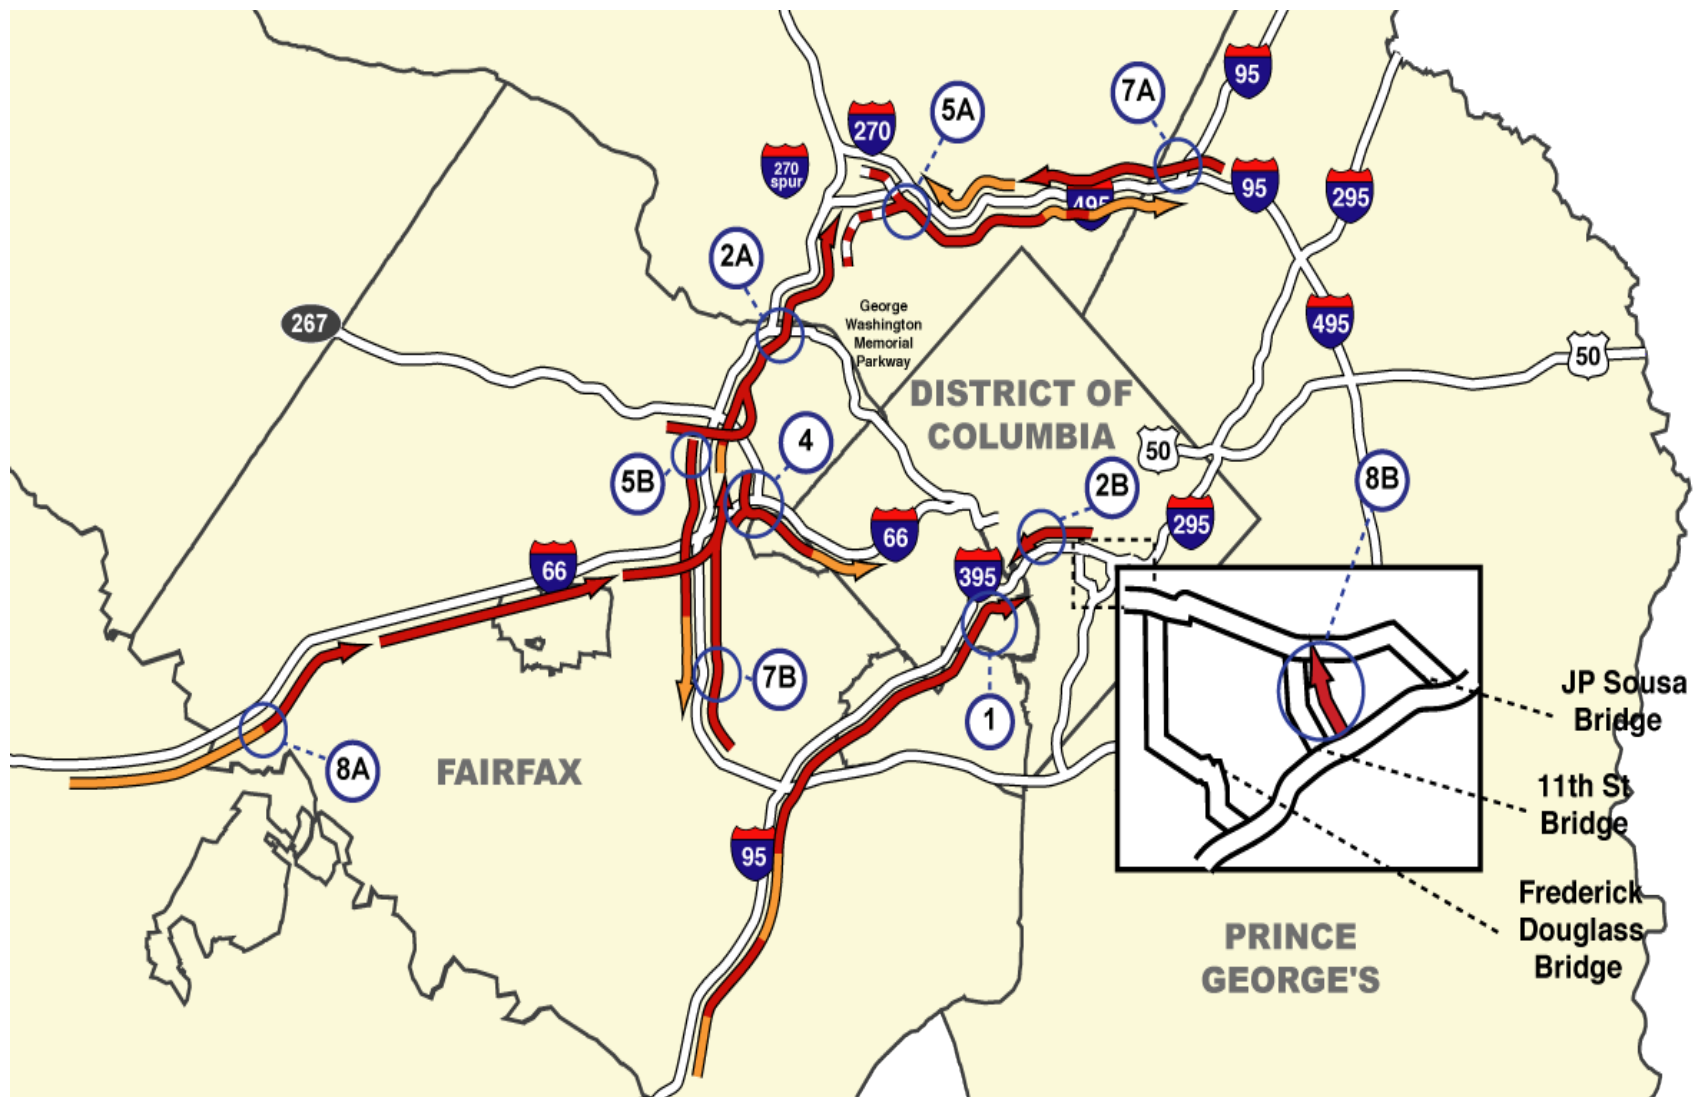 95
7A
5A
270
270
spur
95
295
495
2A
George
Washington
Memorial
Parkway
267
495
50
DISTRICT OF
COLUMBIA
4
50
5B
2B
8B
295
66
66
395
7B
1
JP Sousa
Bridge
8A
FAIRFAX
11th St
Bridge
95
Frederick
Douglass
Bridge
PRINCE
GEORGE'S